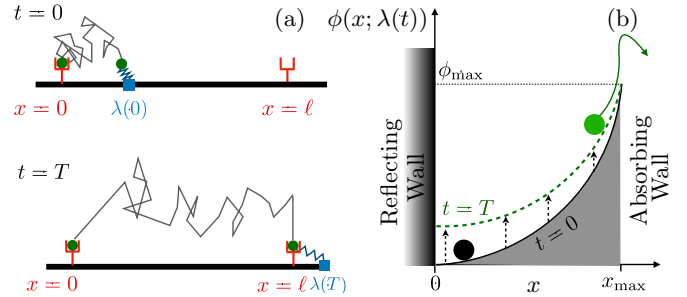 t = 0
(a)
x = 0
λ(0)
x = ℓ
t = T
x = 0
x = ℓ
λ(T)
ϕ(x; λ(t))
(b)
ϕmax
Reflecting
Wall
t = T
t = 0
Absorbing
Wall
0
x
xmax